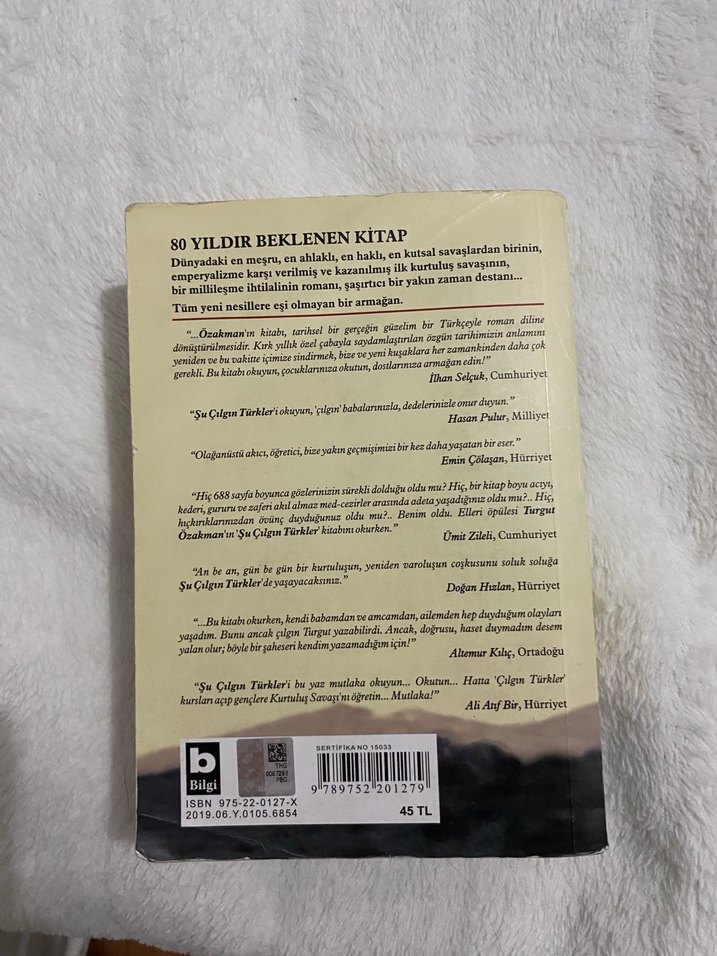 80 YILDIR BEKLENEN KİTAP
Dünyadaki en meşru, en ahlaklı, en haklı, en kutsal savaşlardan birinin,
emperyalizme karşı verilmiş ve kazanılmış ilk kurtuluş savaşının,
bir millileşme ihtilalinin romanı, şaşırtıcı bir yakın zaman destanı...
Tüm yeni nesillere eşi olmayan bir armağan.
"...Özakman'ın kitabı, tarihsel bir gerçeğin güzelim bir Türkçeyle roman diline
dönüştürülmesidir. Kırk yıllık özel çabayla saydamlaştırılan özgün tarihimizin anlamını
yeniden ve bu vakitte içimize sindirmek, bize ve yeni kuşaklara her zamankinden daha çok
gerekli. Bu kitabı okuyun, çocuklarınıza okutun, dostlarınıza armağan edin!"
İlhan Selçuk, Cumhuriyet
"Şu Çılgın Türkler'i okuyun, 'çılgın' babalarınızla, dedelerinizle onur duyun."
Hasan Pulur, Milliyet
"Olağanüstü akıcı, öğretici, bize yakın geçmişimizi bir kez daha yaşatan bir eser."
Emin Çölaşan, Hürriyet
"Hiç 688 sayfa boyunca gözlerinizin sürekli dolduğu oldu mu? Hiç, bir kitap boyu acıyı,
kederi, gururu ve zaferi akıl almaz med-cezirler arasında adeta yaşadığınız oldu mu?.. Hiç,
hıçkırıklarınızdan övünç duyduğunuz oldu mu?.. Benim oldu. Elleri öpülesi Turgut
Özakman'ın 'Şu Çılgın Türkler' kitabını okurken."
Ümit Zileli, Cumhuriyet
"An be an, gün be gün bir kurtuluşun, yeniden varoluşun coşkusunu soluk soluğa
Şu Çılgın Türkler'de yaşayacaksınız."
Doğan Hızlan, Hürriyet
"...Bu kitabı okurken, kendi babamdan ve amcamdan, ailemden hep duyduğum olayları
yaşadım. Bunu ancak çılgın Turgut yazabilirdi. Ancak, doğrusu, haset duymadım desem
yalan olur; böyle bir şaheseri kendim yazamadığım için!"
Altemur Kılıç, Ortadoğu
"Şu Çılgın Türkler'i bu yaz mutlaka okuyun... Okutun... Hatta 'Çılgın Türkler'
kursları açıp gençlere Kurtuluş Savaşı'nı öğretin... Mutlaka!"
Ali Atıf Bir, Hürriyet
b
Bilgi
THG
0057293
PBG
SERTİFİKA NO 15033
9 789752 201279
ISBN 975-22-0127-X
2019.06.Y.0105.6854
45 TL